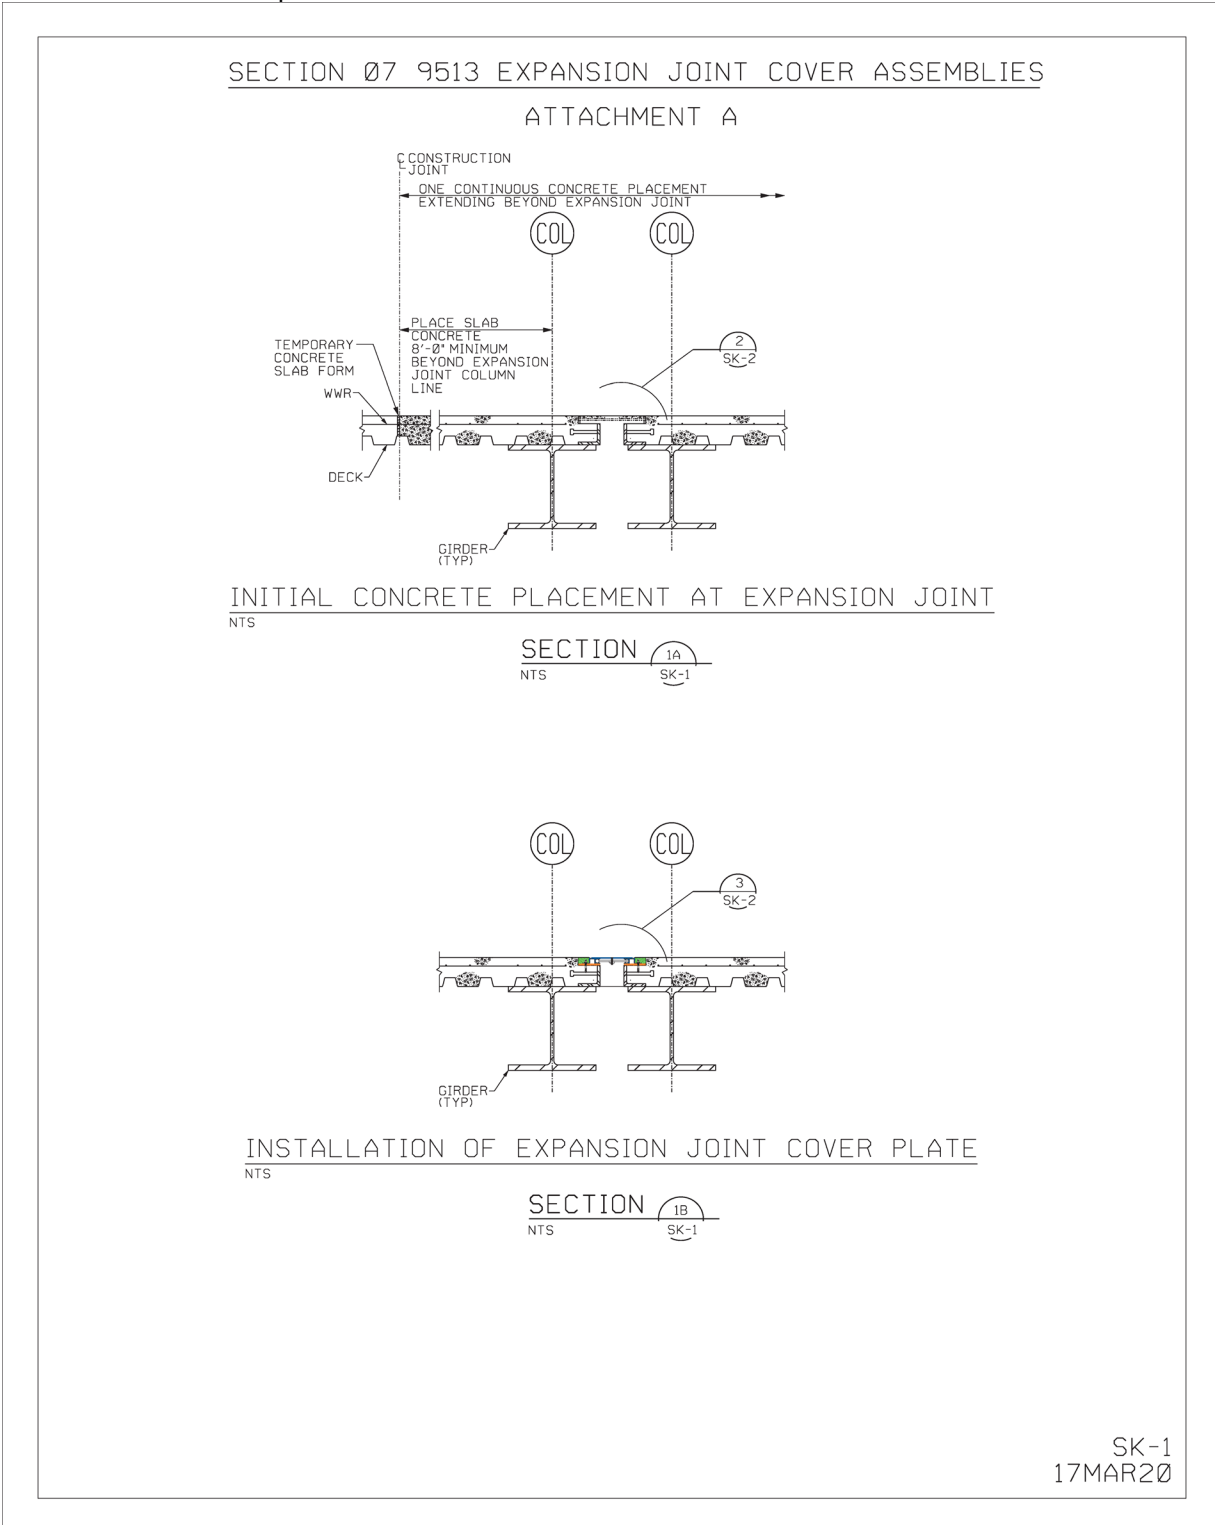 SECTION Ø7 9513 EXPANSION JOINT COVER ASSEMBLIES
ATTACHMENT A
CONSTRUCTION
JOINT
ONE CONTINUOUS CONCRETE PLACEMENT
EXTENDING BEYOND EXPANSION JOINT
COL
COL
PLACE SLAB
CONCRETE
8'-Ø" MINIMUM
BEYOND EXPANSION
JOINT COLUMN
LINE
TEMPORARY
CONCRETE
SLAB FORM
WWR
2
SK-2
DECK
GIRDER
(TYP)
INITIAL CONCRETE PLACEMENT AT EXPANSION JOINT
NTS
SECTION 1A
NTS SK-1
COL
COL
3
SK-2
GIRDER
(TYP)
INSTALLATION OF EXPANSION JOINT COVER PLATE
NTS
SECTION 1B
NTS SK-1
SK-1
17MAR2Ø